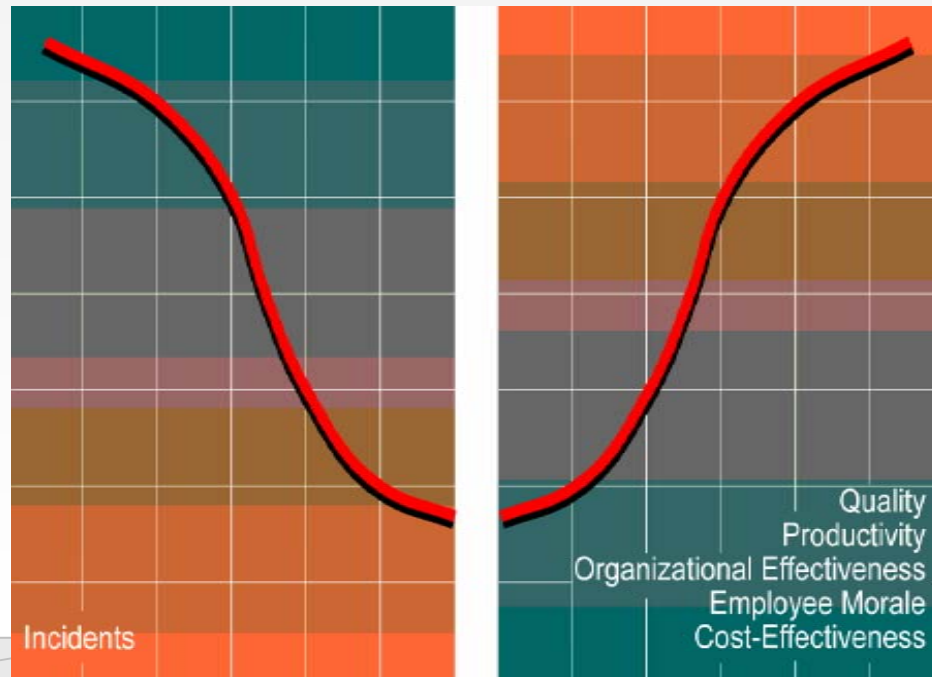 Incidents
Quality
Productivity
Organizational Effectiveness
Employee Morale
Cost-Effectiveness